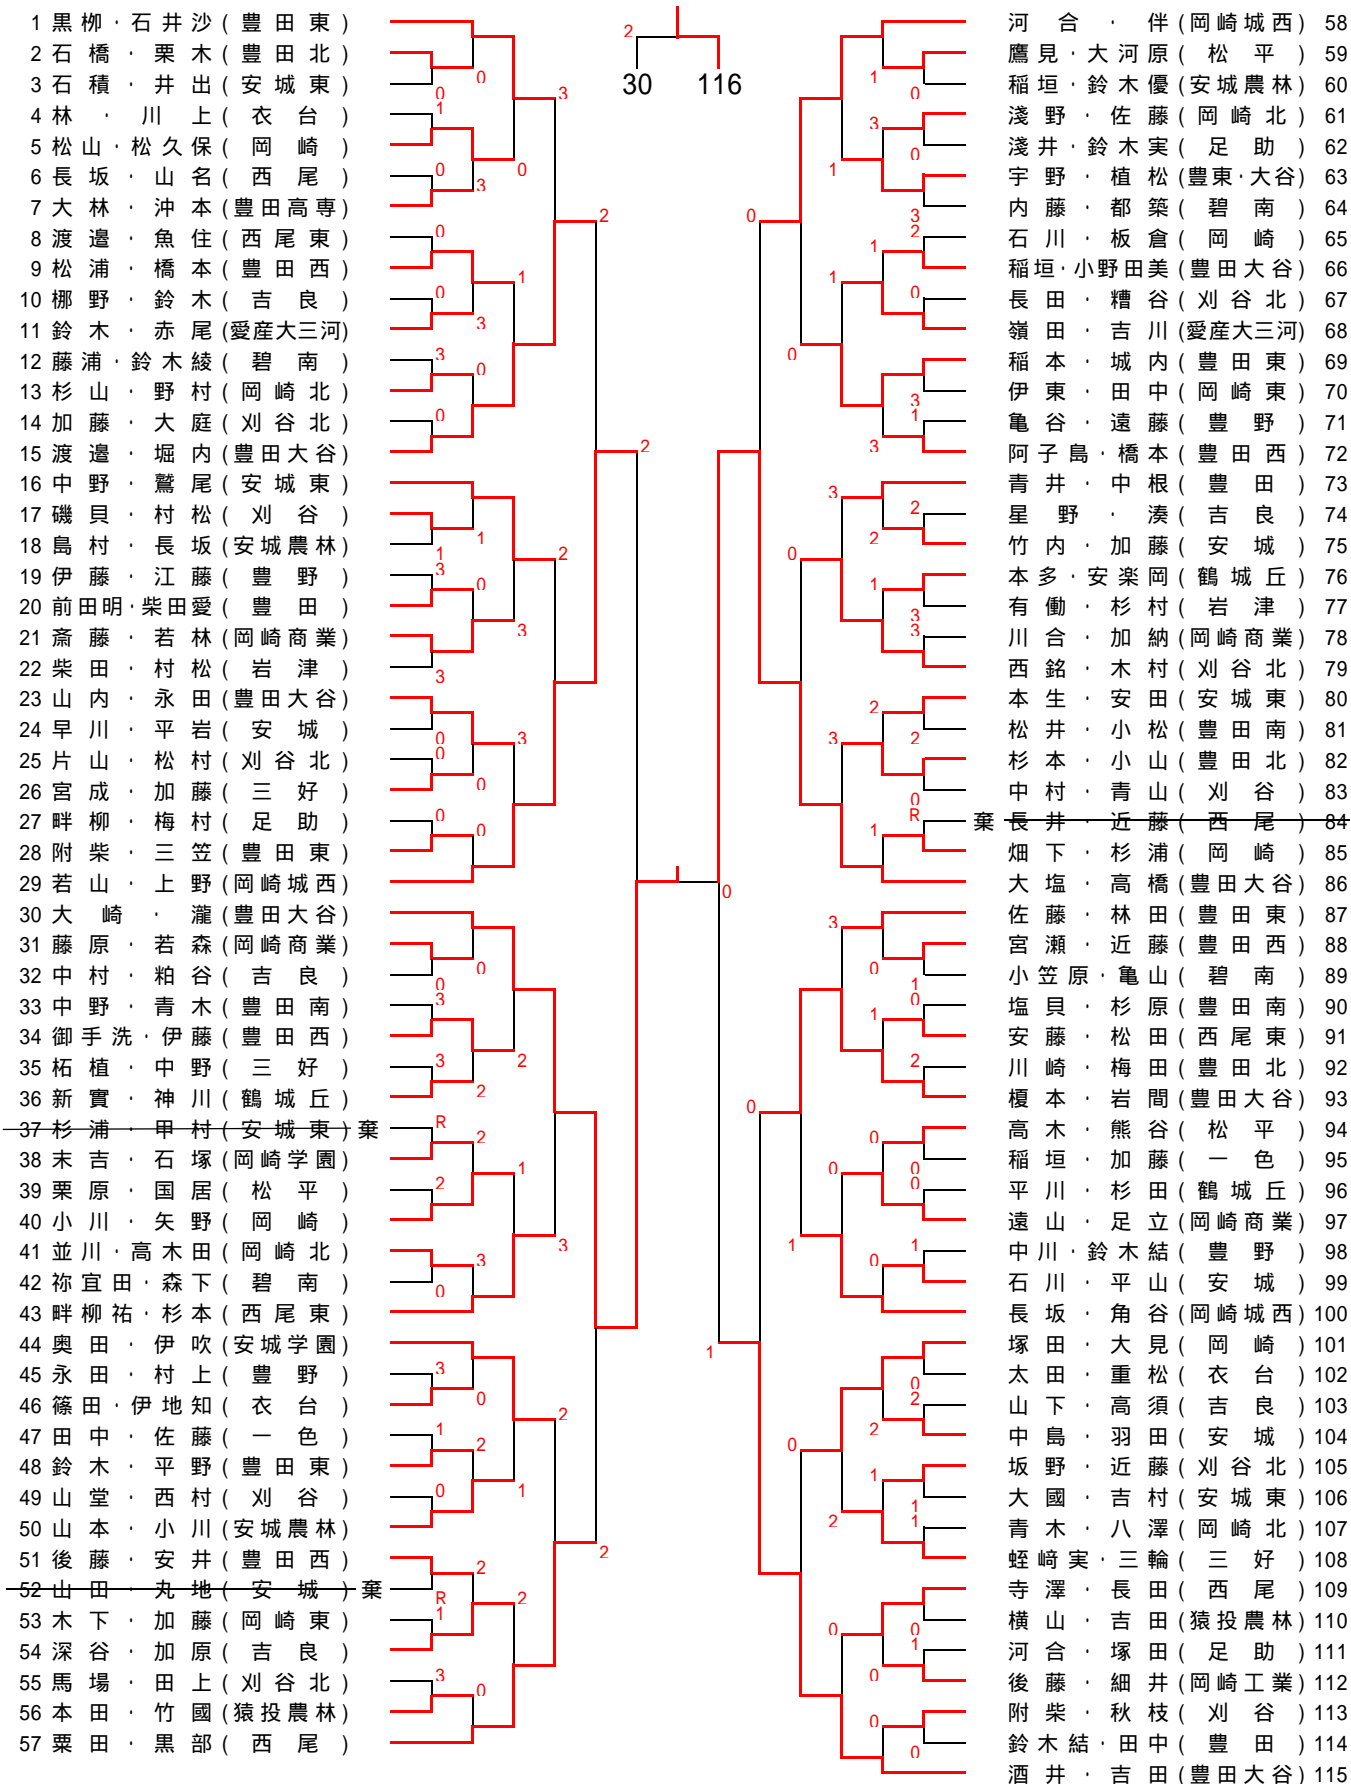 1 黒柳・石井沙(豊田東)
2 石橋・栗木(豊田北)
3 石積・井出(安城東)
4 林・川上(衣台)
5 松山・松久保(岡崎)
6 長坂・山名(西尾)
7 大林・沖本(豊田高専)
8 渡邉・魚住(西尾東)
9 松浦・橋本(豊田西)
10 梛野・鈴木(吉良)
11 鈴木・赤尾(愛産大三河)
12 藤浦・鈴木綾(碧南)
13 杉山・野村(岡崎北)
14 加藤・大庭(刈谷北)
15 渡邉・堀内(豊田大谷)
16 中野・鷲尾(安城東)
17 磯貝・村松(刈谷)
18 島村・長坂(安城農林)
19 伊藤・江藤(豊野)
20 前田明・柴田愛(豊田)
21 斎藤・若林(岡崎商業)
22 柴田・村松(岩津)
23 山内・永田(豊田大谷)
24 早川・平岩(安城)
25 片山・松村(刈谷北)
26 宮成・加藤(三好)
27 畔柳・梅村(足助)
28 附柴・三笠(豊田東)
29 若山・上野(岡崎城西)
30 大崎・瀧(豊田大谷)
31 藤原・若森(岡崎商業)
32 中村・粕谷(吉良)
33 中野・青木(豊田南)
34 御手洗・伊藤(豊田西)
35 柘植・中野(三好)
36 新實・神川(鶴城丘)
37 杉浦・甲村(安城東)棄
38 末吉・石塚(岡崎学園)
39 栗原・国居(松平)
40 小川・矢野(岡崎)
41 並川・高木田(岡崎北)
42 祢宜田・森下(碧南)
43 畔柳祐・杉本(西尾東)
44 奥田・伊吹(安城学園)
45 永田・村上(豊野)
46 篠田・伊地知(衣台)
47 田中・佐藤(一色)
48 鈴木・平野(豊田東)
49 山堂・西村(刈谷)
50 山本・小川(安城農林)
51 後藤・安井(豊田西)
52 山田・丸地(安城)棄
53 木下・加藤(岡崎東)
54 深谷・加原(吉良)
55 馬場・田上(刈谷北)
56 本田・竹國(猿投農林)
57 粟田・黒部(西尾)
2
30 116
河合・伴(岡崎城西) 58
鷹見・大河原(松平) 59
稲垣・鈴木優(安城農林) 60
淺野・佐藤(岡崎北) 61
淺井・鈴木実(足助) 62
宇野・植松(豊東・大谷) 63
内藤・都築(碧南) 64
石川・板倉(岡崎) 65
稲垣・小野田美(豊田大谷) 66
長田・糟谷(刈谷北) 67
嶺田・吉川(愛産大三河) 68
稲本・城内(豊田東) 69
伊東・田中(岡崎東) 70
亀谷・遠藤(豊野) 71
阿子島・橋本(豊田西) 72
青井・中根(豊田) 73
星野・湊(吉良) 74
竹内・加藤(安城) 75
本多・安楽岡(鶴城丘) 76
有働・杉村(岩津) 77
川合・加納(岡崎商業) 78
西銘・木村(刈谷北) 79
本生・安田(安城東) 80
松井・小松(豊田南) 81
杉本・小山(豊田北) 82
中村・青山(刈谷) 83
棄 長井・近藤(西尾) 84
畑下・杉浦(岡崎) 85
大塩・高橋(豊田大谷) 86
佐藤・林田(豊田東) 87
宮瀬・近藤(豊田西) 88
小笠原・亀山(碧南) 89
塩貝・杉原(豊田南) 90
安藤・松田(西尾東) 91
川崎・梅田(豊田北) 92
榎本・岩間(豊田大谷) 93
高木・熊谷(松平) 94
稲垣・加藤(一色) 95
平川・杉田(鶴城丘) 96
遠山・足立(岡崎商業) 97
中川・鈴木結(豊野) 98
石川・平山(安城) 99
長坂・角谷(岡崎城西) 100
塚田・大見(岡崎) 101
太田・重松(衣台) 102
山下・高須(吉良) 103
中島・羽田(安城) 104
坂野・近藤(刈谷北) 105
大國・吉村(安城東) 106
青木・八澤(岡崎北) 107
蛭﨑実・三輪(三好) 108
寺澤・長田(西尾) 109
横山・吉田(猿投農林) 110
河合・塚田(足助) 111
後藤・細井(岡崎工業) 112
附柴・秋枝(刈谷) 113
鈴木結・田中(豊田) 114
酒井・吉田(豊田大谷) 115